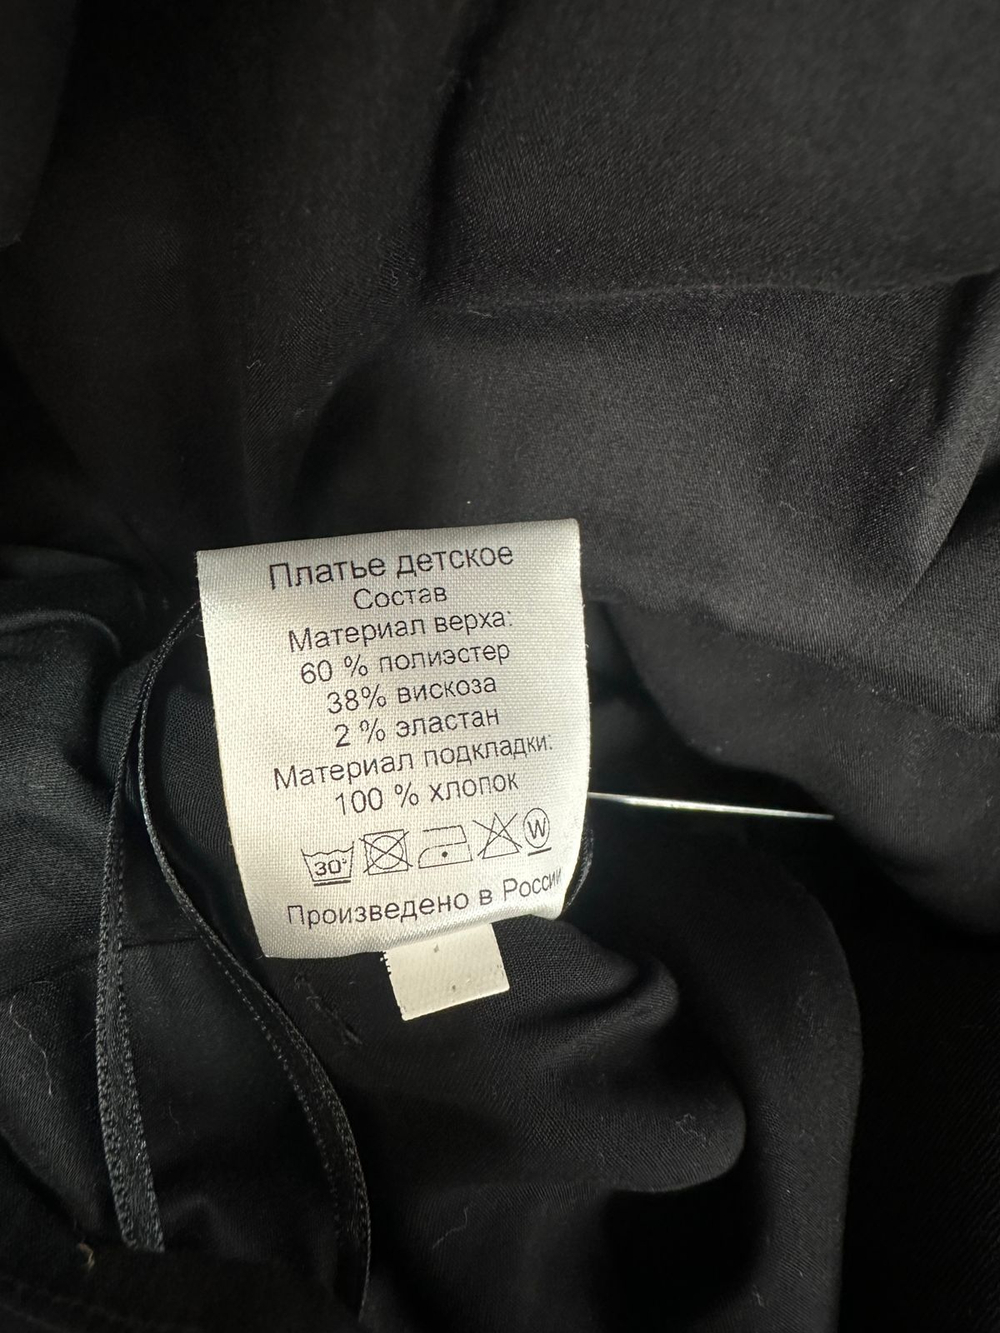 Платье детское
Состав
Материал верха:
60 % полиэстер
38% вискоза
2 % эластан
Материал подкладки:
100 % хлопок
30° W
Произведено в России